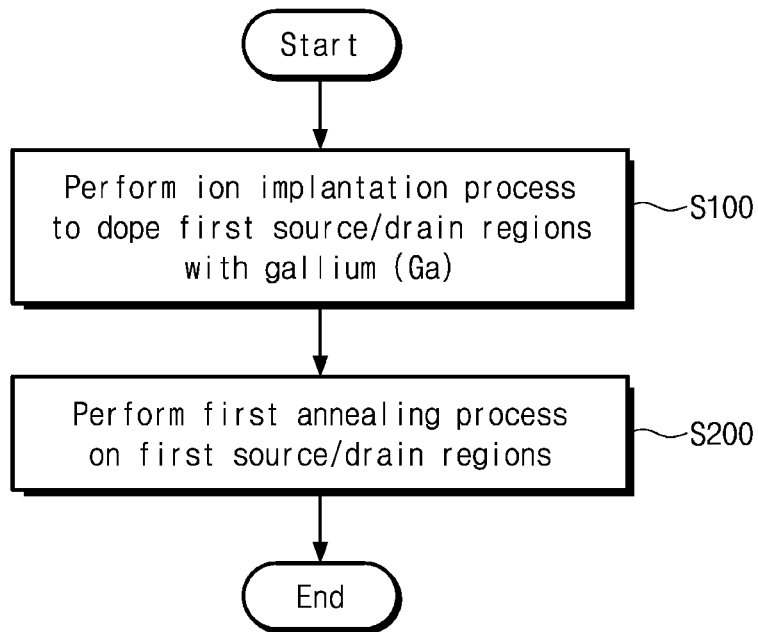 Start
Perform ion implantation process
to dope first source/drain regions
with gallium (Ga)
S100
Perform first annealing process
on first source/drain regions
S200
End